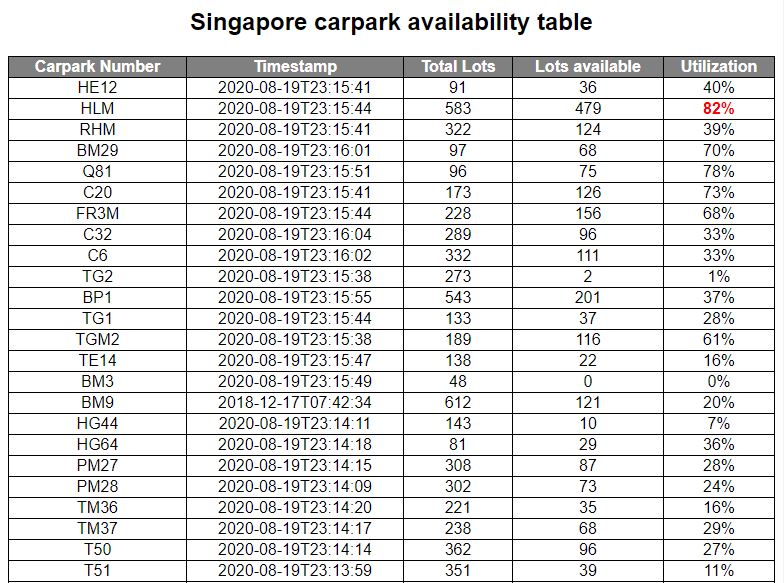 Singapore carpark availability table
Carpark Number Timestamp Total Lots Lots available Utilization
HE12 2020-08-19T23:15:41 91 36 40%
HLM 2020-08-19T23:15:44 583 479 82%
RHM 2020-08-19T23:15:41 322 124 39%
BM29 2020-08-19T23:16:01 97 68 70%
Q81 2020-08-19T23:15:51 96 75 78%
C20 2020-08-19T23:15:41 173 126 73%
FR3M 2020-08-19T23:15:44 228 156 68%
C32 2020-08-19T23:16:04 289 96 33%
C6 2020-08-19T23:16:02 332 111 33%
TG2 2020-08-19T23:15:38 273 2 1%
BP1 2020-08-19T23:15:55 543 201 37%
TG1 2020-08-19T23:15:44 133 37 28%
TGM2 2020-08-19T23:15:38 189 116 61%
TE14 2020-08-19T23:15:47 138 22 16%
BM3 2020-08-19T23:15:49 48 0 0%
BM9 2018-12-17T07:42:34 612 121 20%
HG44 2020-08-19T23:14:11 143 10 7%
HG64 2020-08-19T23:14:18 81 29 36%
PM27 2020-08-19T23:14:15 308 87 28%
PM28 2020-08-19T23:14:09 302 73 24%
TM36 2020-08-19T23:14:20 221 35 16%
TM37 2020-08-19T23:14:17 238 68 29%
T50 2020-08-19T23:14:14 362 96 27%
T51 2020-08-19T23:13:59 351 39 11%